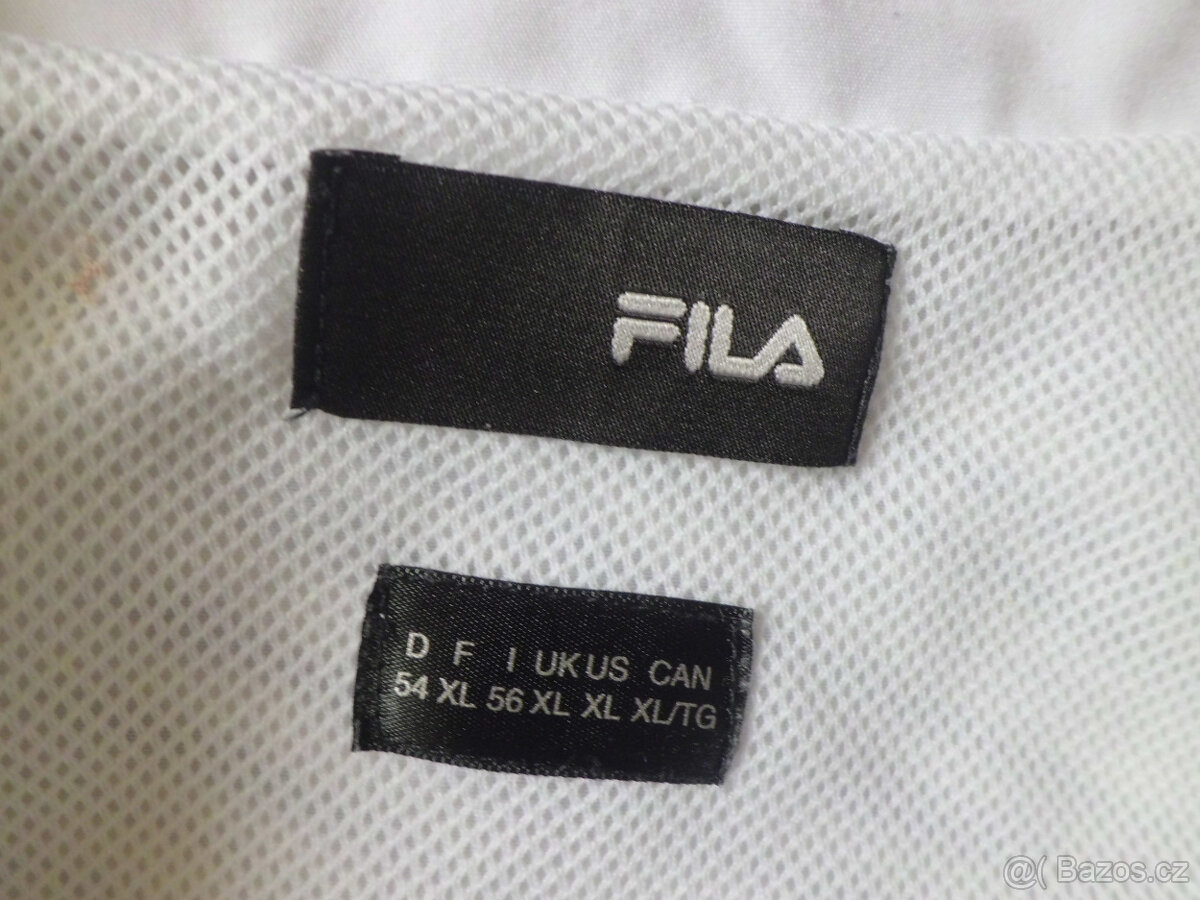 FILA
D F I UK US CAN
54 XL 56 XL XL XL/TG
@( Bazos.cz